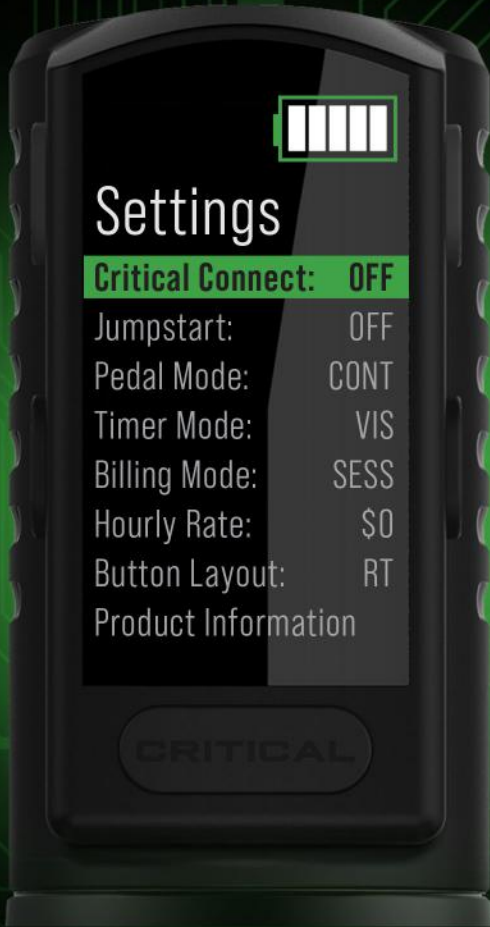 Settings
Critical Connect: OFF
Jumpstart: OFF
Pedal Mode: CONT
Timer Mode: VIS
Billing Mode: SESS
Hourly Rate: $0
Button Layout: RT
Product Information
CRITICAL